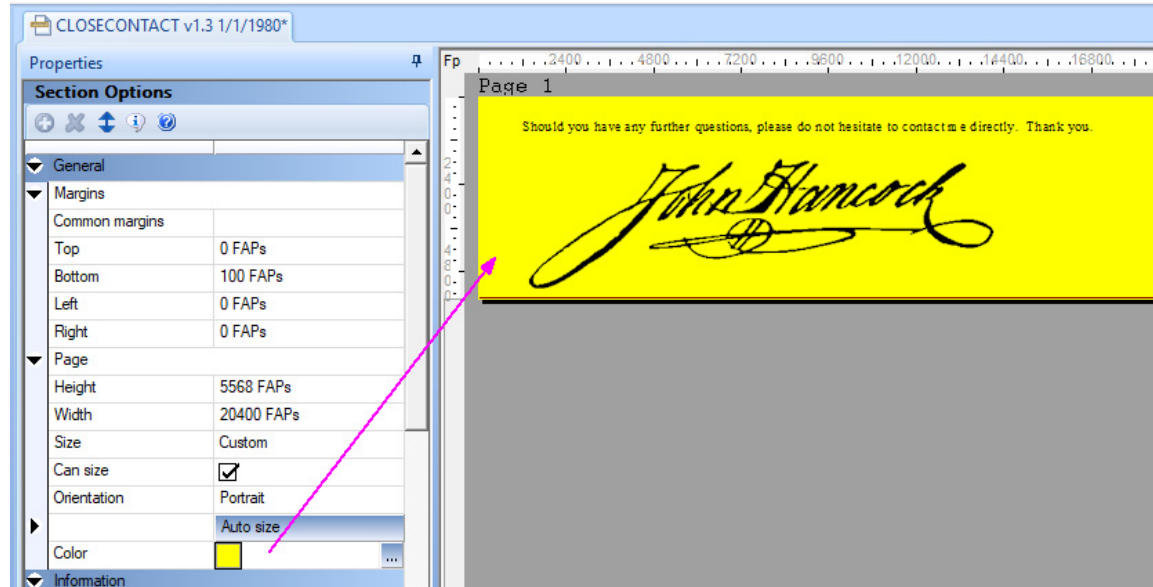 CLOSECONTACT v1.3 1/1/1980*
Properties
Section Options
General
Margins
Common margins
Top 0 FAPs
Bottom 100 FAPs
Left 0 FAPs
Right 0 FAPs
Page
Height 5568 FAPs
Width 20400 FAPs
Size Custom
Can size
Orientation Portrait
Auto size
Color ...
Information
Fp 2400 4800 7200 9600 12000 14400 16800
Page 1
2400
4800
Should you have any further questions, please do not hesitate to contact me directly. Thank you.
John Hancock